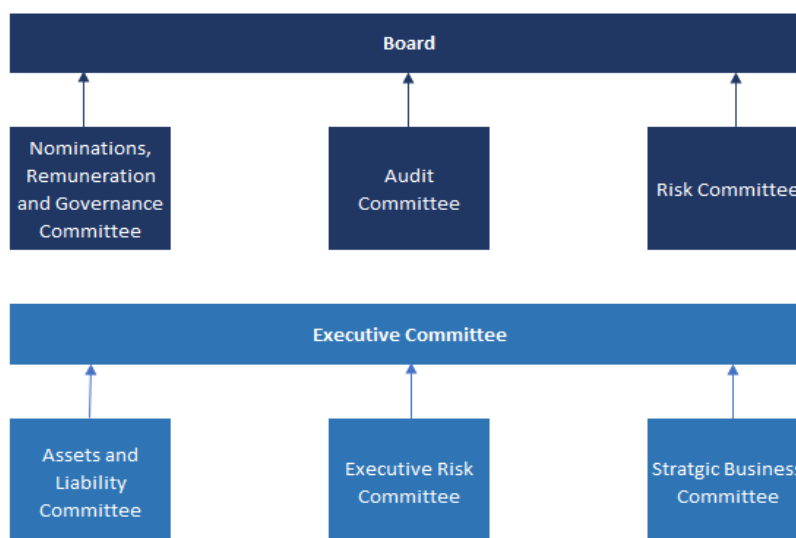 Board
Nominations,
Remuneration
and Governance
Committee
Audit
Committee
Risk Committee
Executive Committee
Assets and
Liability
Committee
Executive Risk
Committee
Stratgic Business
Committee